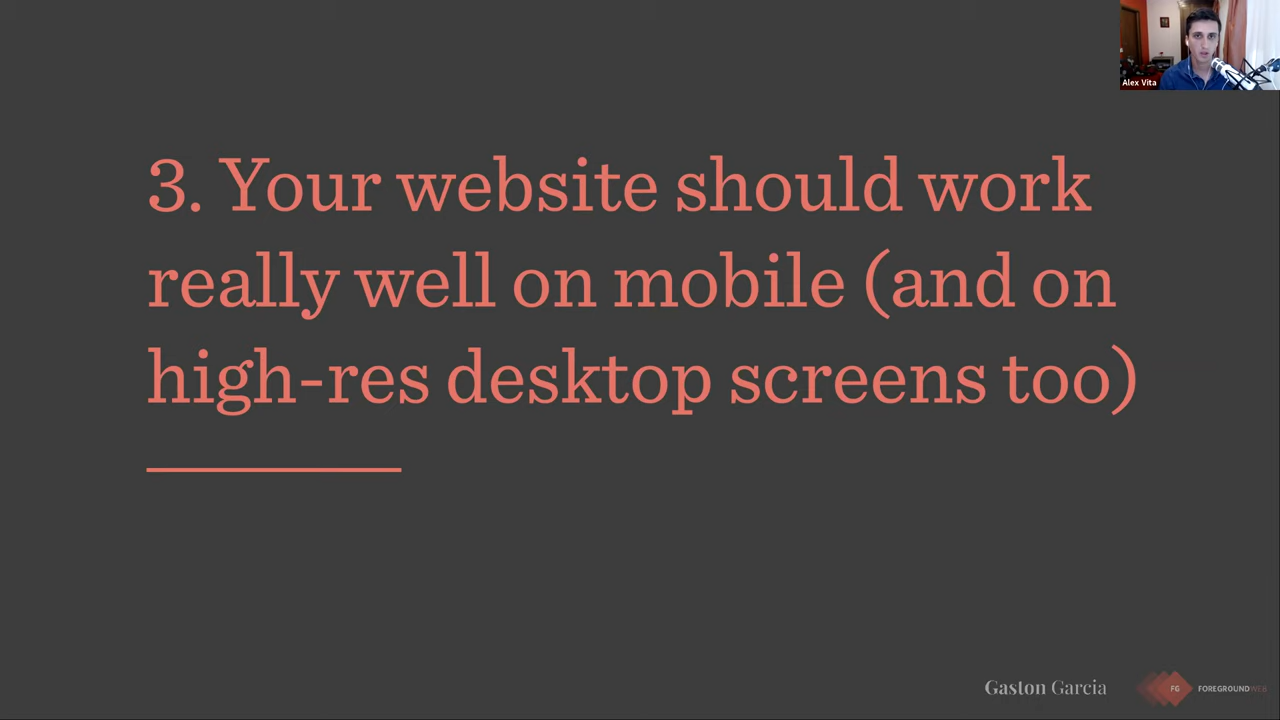 Alex Vita
3. Your website should work
really well on mobile (and on
high-res desktop screens too)
Gaston Garcia
FG
FOREGROUNDWEB